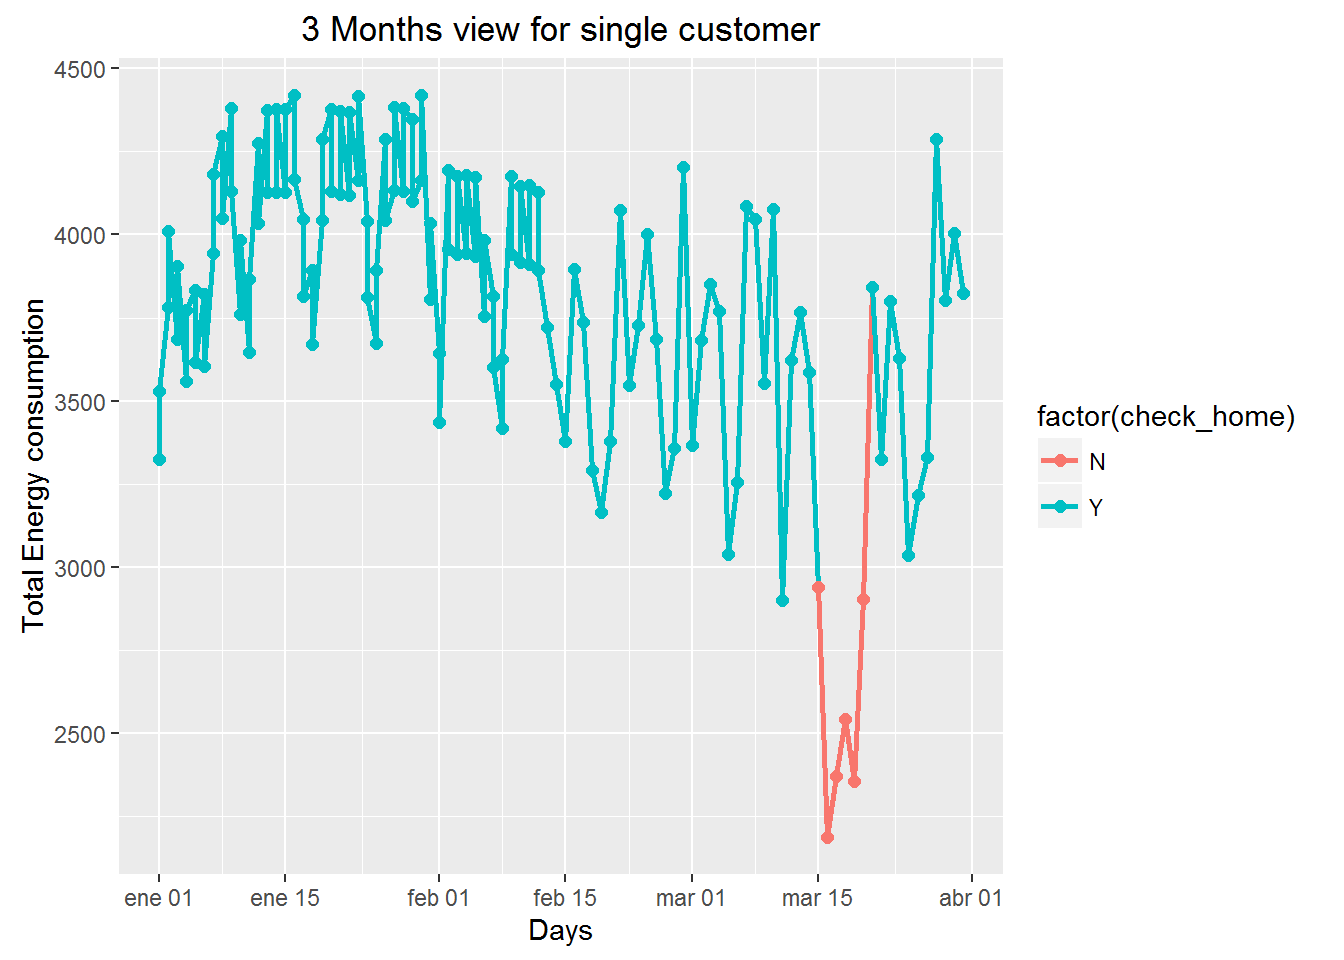 3 Months view for single customer
4500
4000
3500
3000
2500
Total Energy consumption
ene 01
ene 15
feb 01
feb 15
mar 01
mar 15
abr 01
Days
factor(check_home)
N
Y